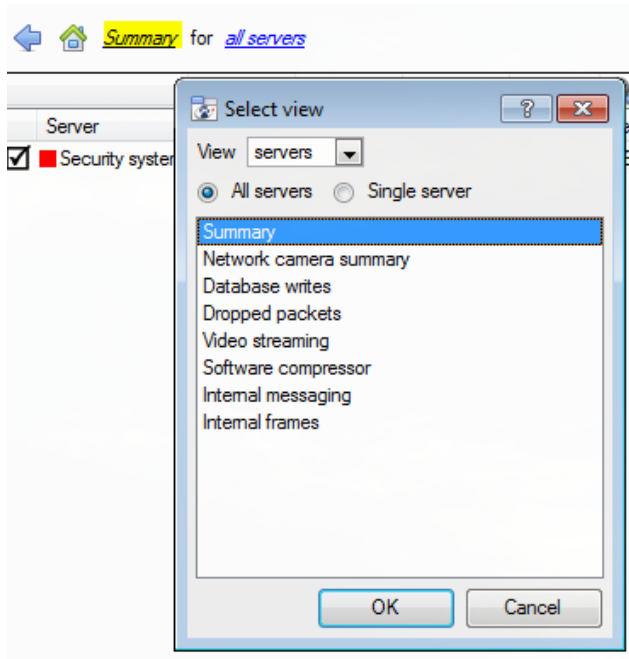 Summary for all servers
Select view
?
Server
View servers
Security system
All servers Single server
Summary
Network camera summary
Database writes
Dropped packets
Video streaming
Software compressor
Internal messaging
Internal frames
OK Cancel